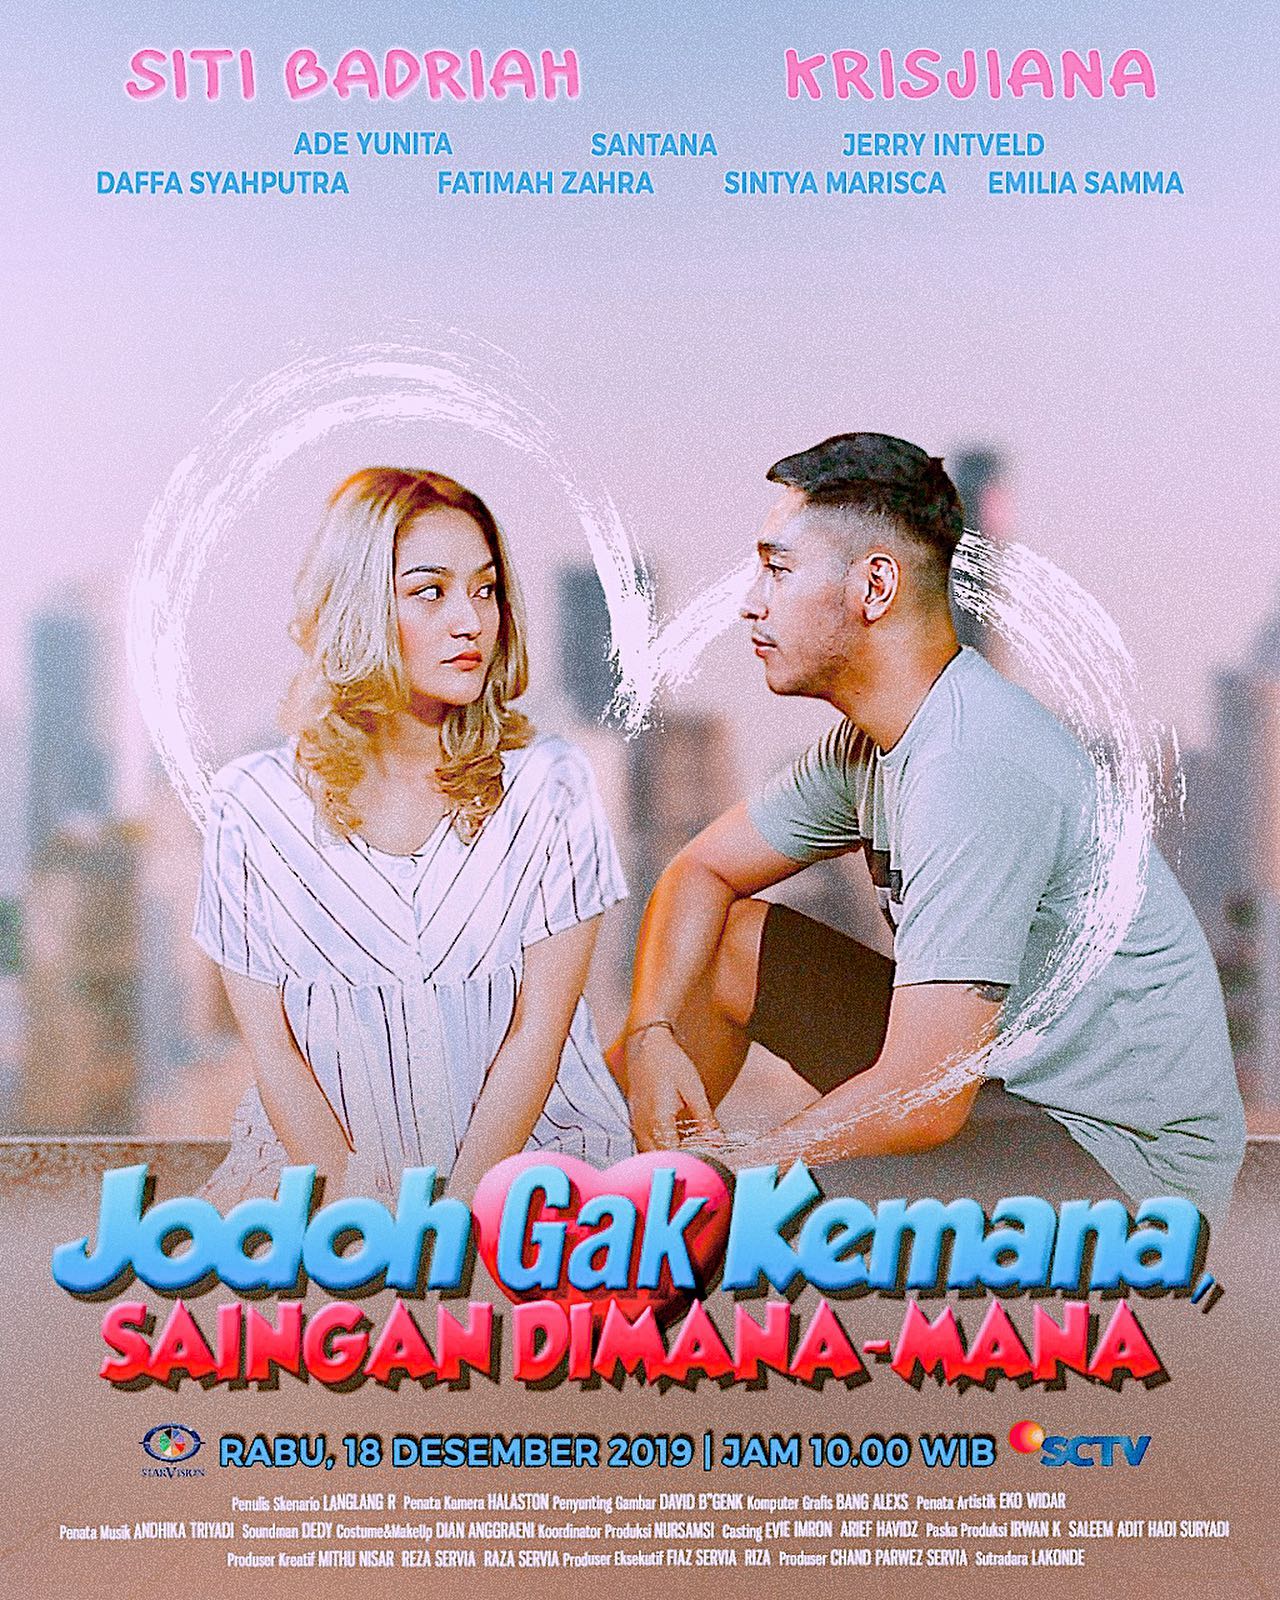 SITI BADRIAH KRISJIANA
ADE YUNITA SANTANA JERRY INTVELD
DAFFA SYAHPUTRA FATIMAH ZAHRA SINTYA MARISCA EMILIA SAMMA
Jodoh Gak Kemana,
SAINGAN DIMANA-MANA
STARVISION RABU, 18 DESEMBER 2019 | JAM 10.00 WIB SCTV
Penulis Skenario LANGLANG R Penata Kamera HALASTON Penyunting Gambar DAVID B"GENK Komputer Grafis BANG ALEXS Penata Artistik EKO WIDAR
Penata Musik ANDHIKA TRIYADI Soundman DEDY Costume&MakeUp DIAN ANGGRAENI Koordinator Produksi NURSAMSI Casting EVIE IMRON ARIEF HAVIDZ Paska Produksi IRWAN K SALEEM ADIT HADI SURYADI
Produser Kreatif MITHU NISAR REZA SERVIA RAZA SERVIA Produser Eksekutif FIAZ SERVIA RIZA Produser CHAND PARWEZ SERVIA Sutradara LAKONDE